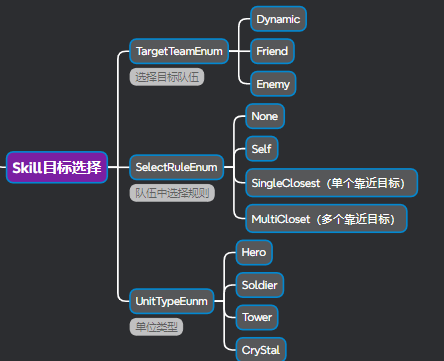 Skill目标选择
TargetTeamEnum
选择目标队伍
Dynamic
Friend
Enemy
SelectRuleEnum
队伍中选择规则
None
Self
SingleClosest（单个靠近目标）
MultiCloset（多个靠近目标）
UnitTypeEunm
单位类型
Hero
Soldier
Tower
CryStal